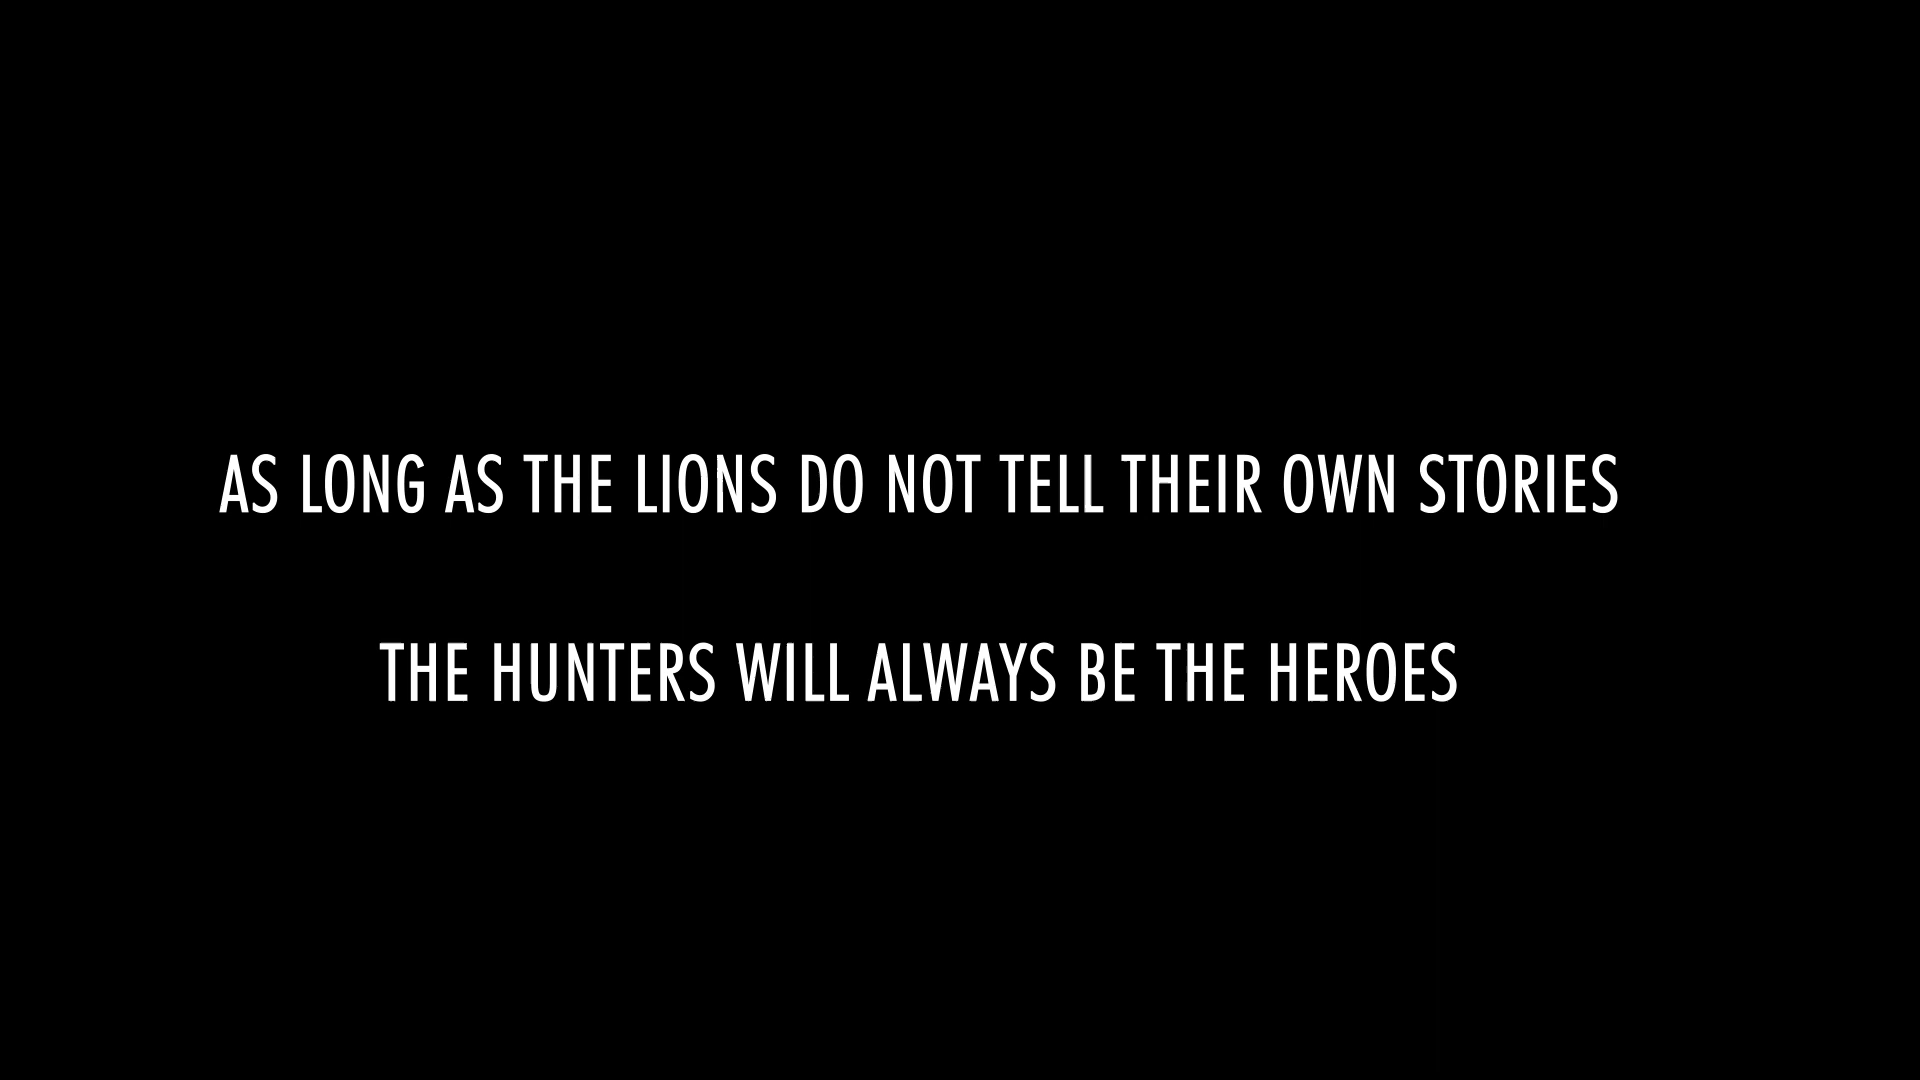 AS LONG AS THE LIONS DO NOT TELL THEIR OWN STORIES
THE HUNTERS WILL ALWAYS BE THE HEROES